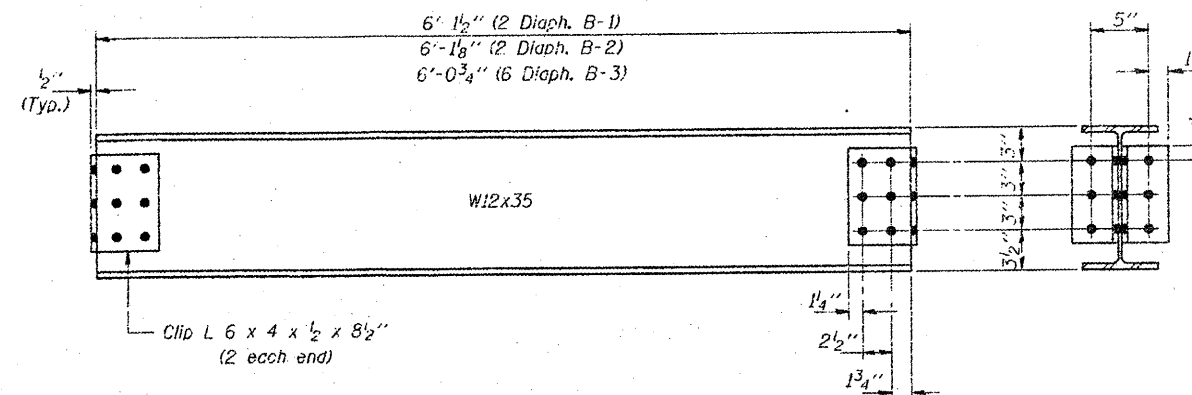 6'-1½" (2 Diaph. B-1)
6'-1⅛" (2 Diaph. B-2)
6'-0¾" (6 Diaph. B-3)
5"
½"
(Typ.)
W12x35
3"
3"
3"
3½"
1¼"
2½"
1¾"
Clip L 6 x 4 x ½ x 8½"
(2 each end)